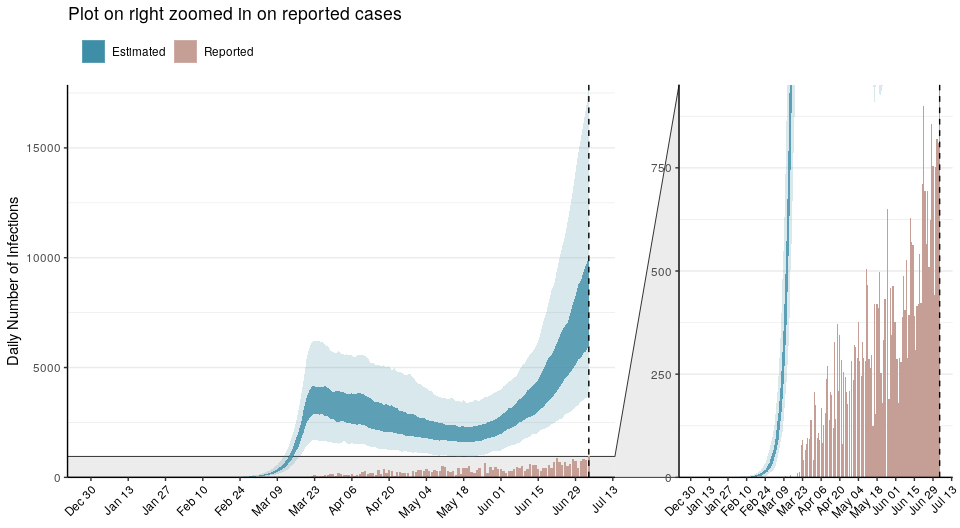 Plot on right zoomed in on reported cases
Estimated Reported
Daily Number of Infections
15000
10000
5000
0
Dec 30 Jan 13 Jan 27 Feb 10 Feb 24 Mar 09 Mar 23 Apr 06 Apr 20 May 04 May 18 Jun 01 Jun 15 Jun 29 Jul 13
750
500
250
0
Dec 30 Jan 13 Jan 27 Feb 10 Feb 24 Mar 09 Mar 23 Apr 06 Apr 20 May 04 May 18 Jun 01 Jun 15 Jun 29 Jul 13